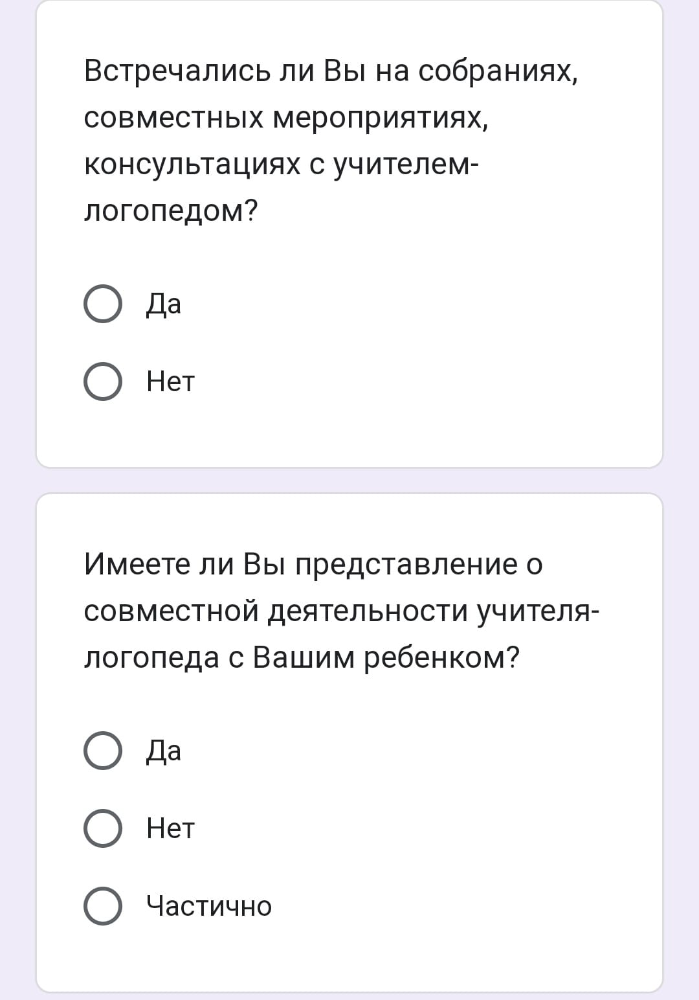 Встречались ли Вы на собраниях,
совместных мероприятиях,
консультациях с учителем-
логопедом?
Да
Нет
Имеете ли Вы представление о
совместной деятельности учителя-
логопеда с Вашим ребенком?
Да
Нет
Частично